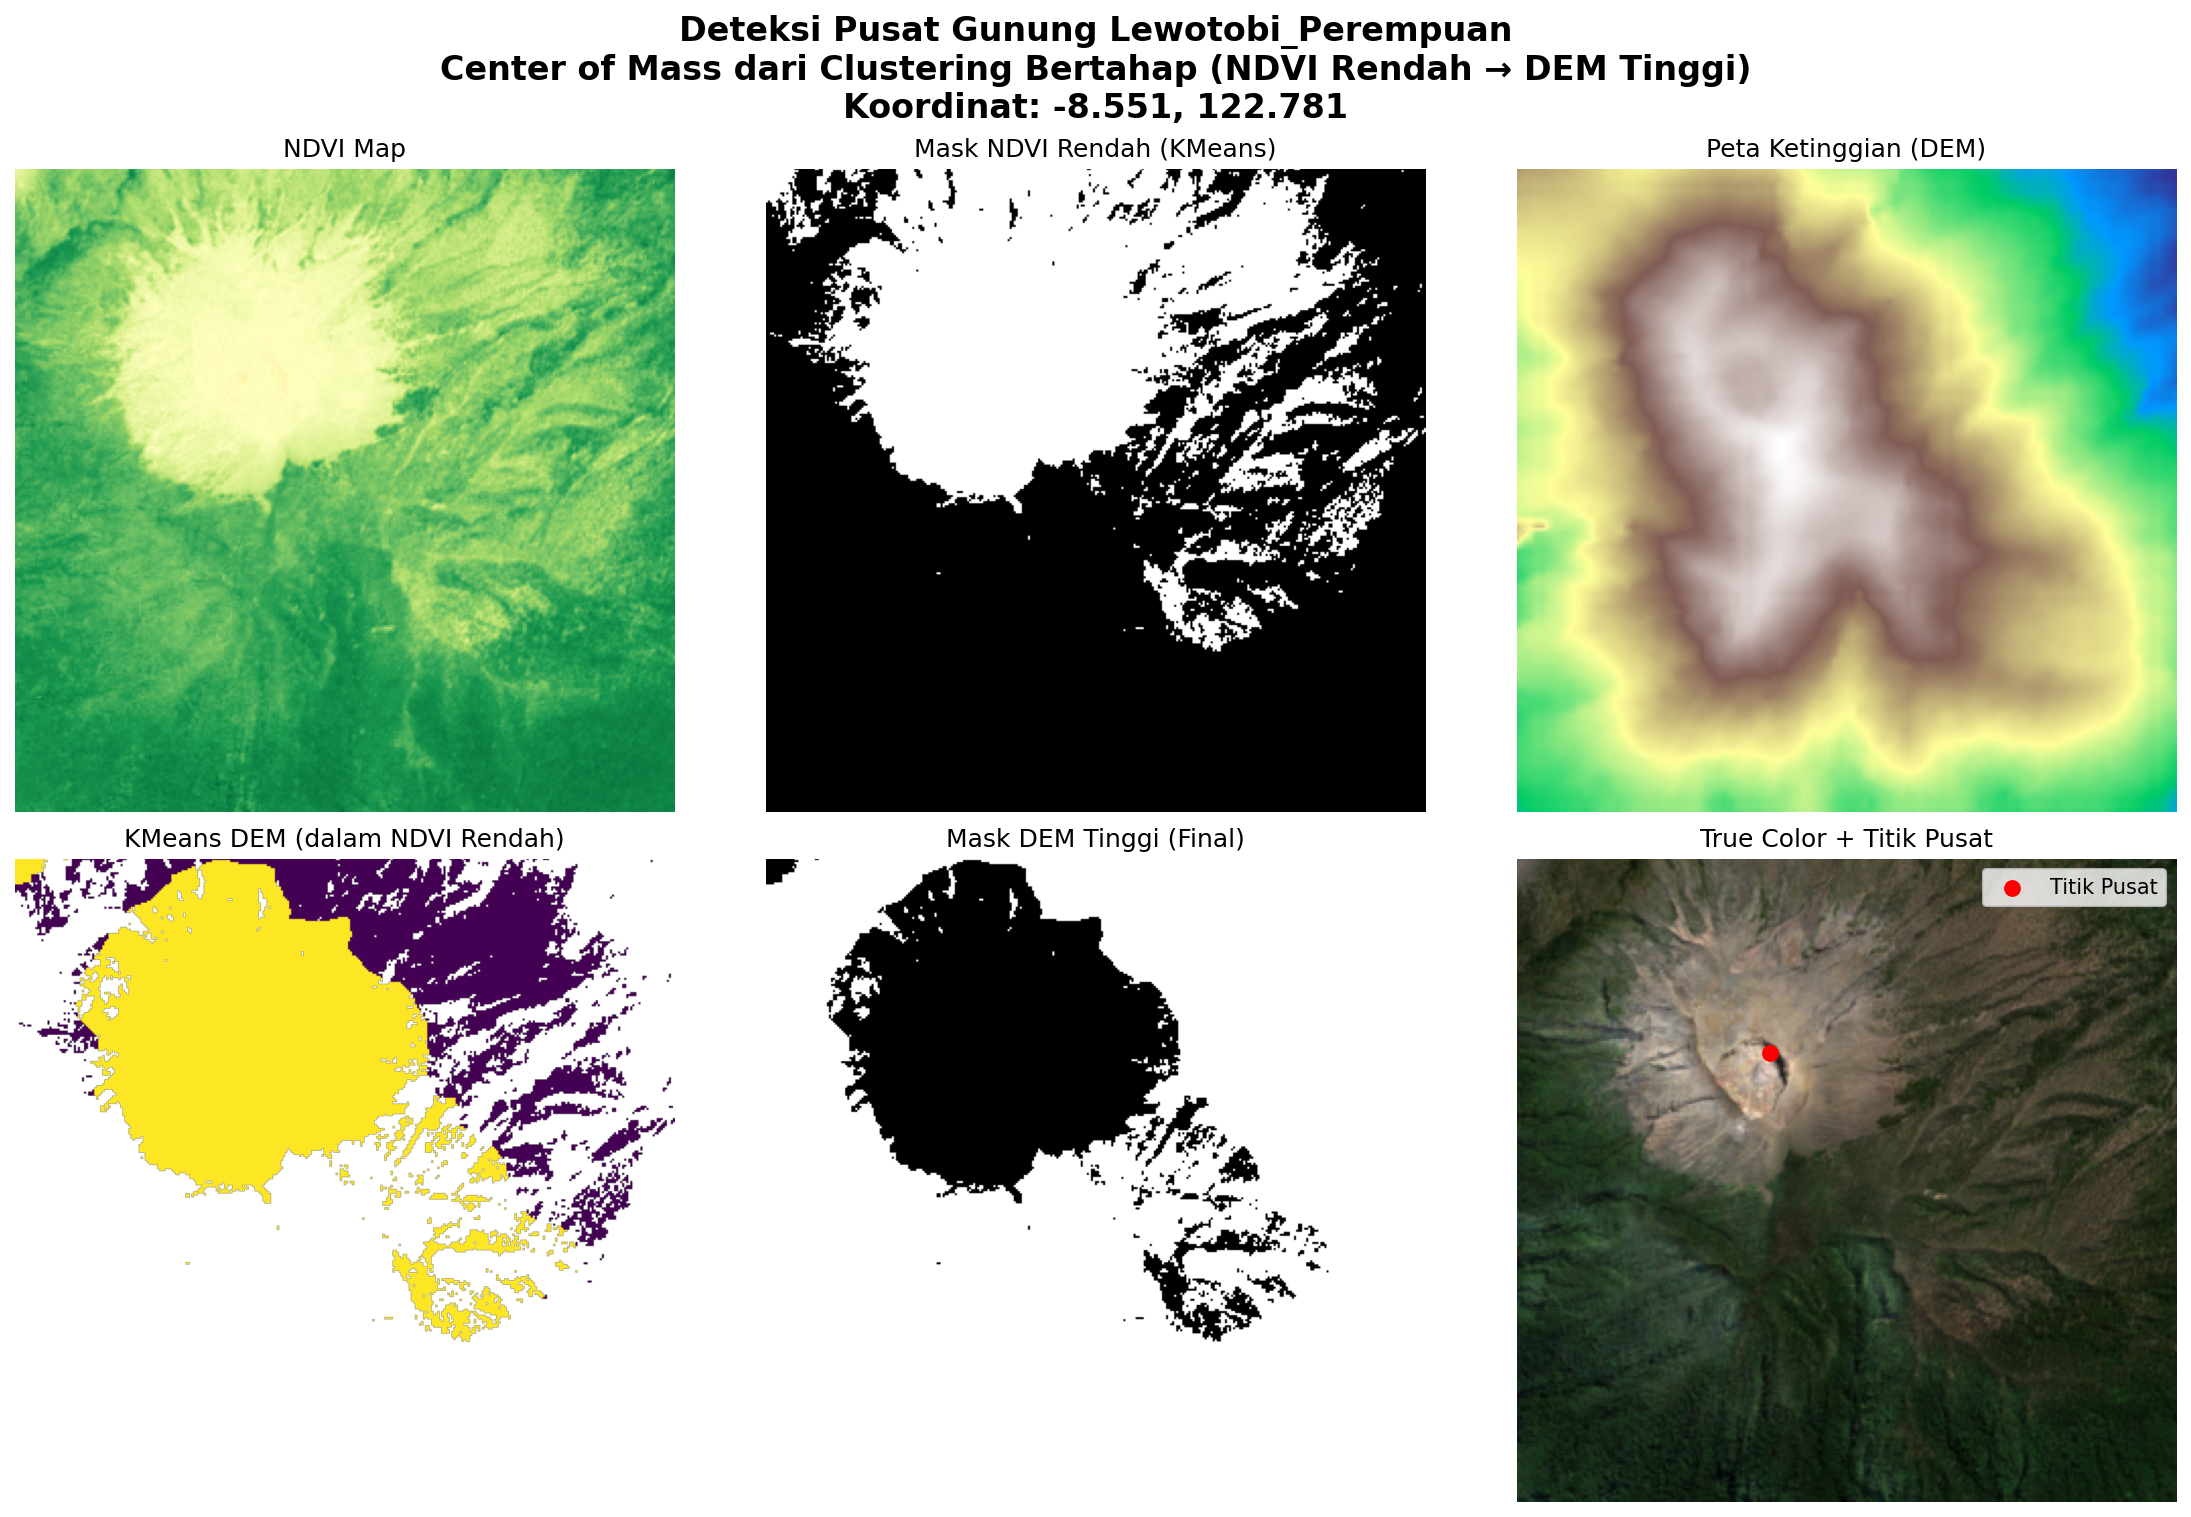 Deteksi Pusat Gunung Lewotobi_Perempuan
Center of Mass dari Clustering Bertahap (NDVI Rendah → DEM Tinggi)
Koordinat: -8.551, 122.781
NDVI Map
Mask NDVI Rendah (KMeans)
Peta Ketinggian (DEM)
KMeans DEM (dalam NDVI Rendah)
Mask DEM Tinggi (Final)
True Color + Titik Pusat
Titik Pusat